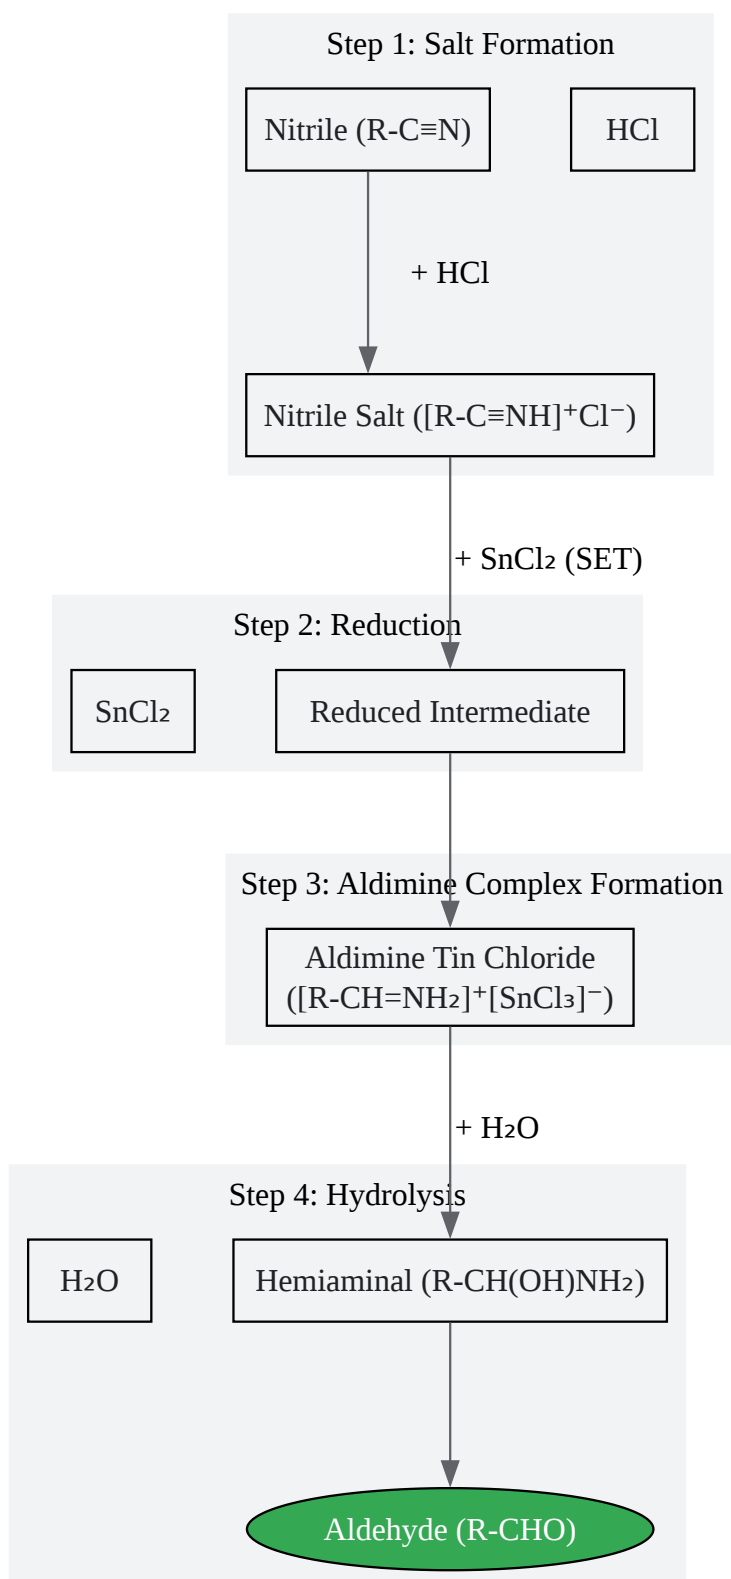 Step 1: Salt Formation
Nitrile (R-C≡N)
HCl
+ HCl
Nitrile Salt ([R-C≡NH]⁺Cl⁻)
+ SnCl₂ (SET)
Step 2: Reduction
SnCl₂
Reduced Intermediate
Step 3: Aldimine Complex Formation
Aldimine Tin Chloride
([R-CH=NH₂]⁺[SnCl₃]⁻)
+ H₂O
Step 4: Hydrolysis
H₂O
Hemiaminal (R-CH(OH)NH₂)
Aldehyde (R-CHO)